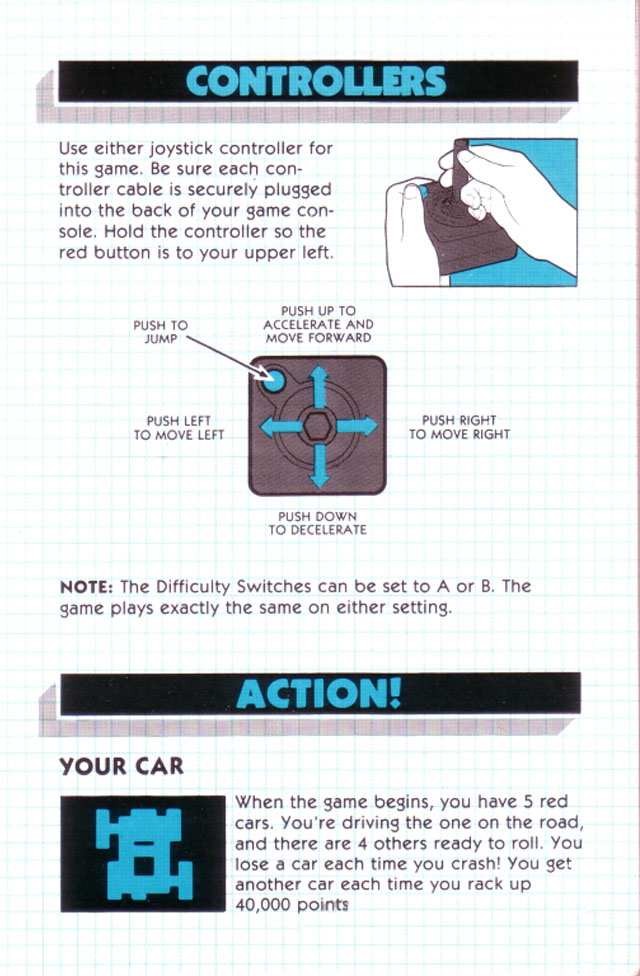 CONTROLLERS
Use either joystick controller for
this game. Be sure each con-
troller cable is securely plugged
into the back of your game con-
sole. Hold the controller so the
red button is to your upper left.
PUSH TO
JUMP
PUSH UP TO
ACCELERATE AND
MOVE FORWARD
PUSH LEFT
TO MOVE LEFT
PUSH RIGHT
TO MOVE RIGHT
PUSH DOWN
TO DECELERATE
NOTE: The Difficulty Switches can be set to A or B. The
game plays exactly the same on either setting.
ACTION!
YOUR CAR
When the game begins, you have 5 red
cars. You're driving the one on the road,
and there are 4 others ready to roll. You
lose a car each time you crash! You get
another car each time you rack up
40,000 points